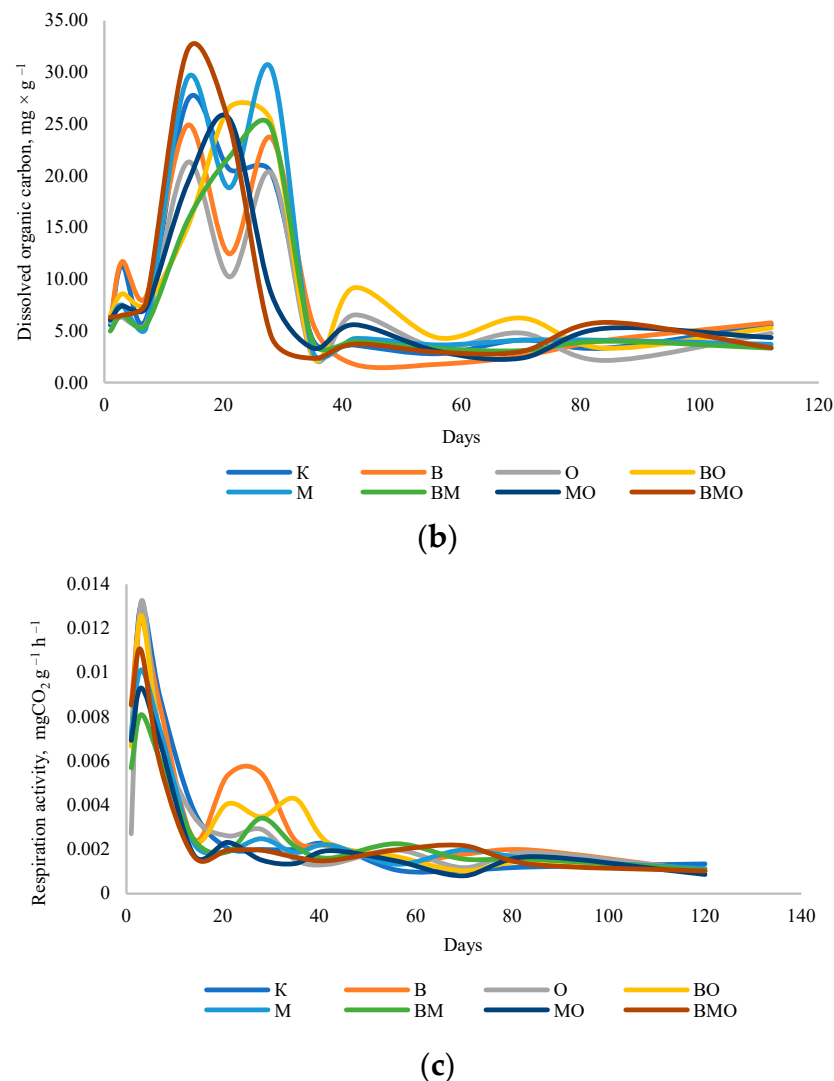 35.00
30.00
25.00
20.00
15.00
10.00
5.00
0.00
Dissolved organic carbon, mg × g⁻¹
0 20 40 60 80 100 120
Days
K B O BO
M BM MO BMO
(b)
0.014
0.012
0.01
0.008
0.006
0.004
0.002
0
Respiration activity, mgCO₂ g⁻¹ h⁻¹
0 20 40 60 80 100 120 140
Days
K B O BO
M BM MO BMO
(c)